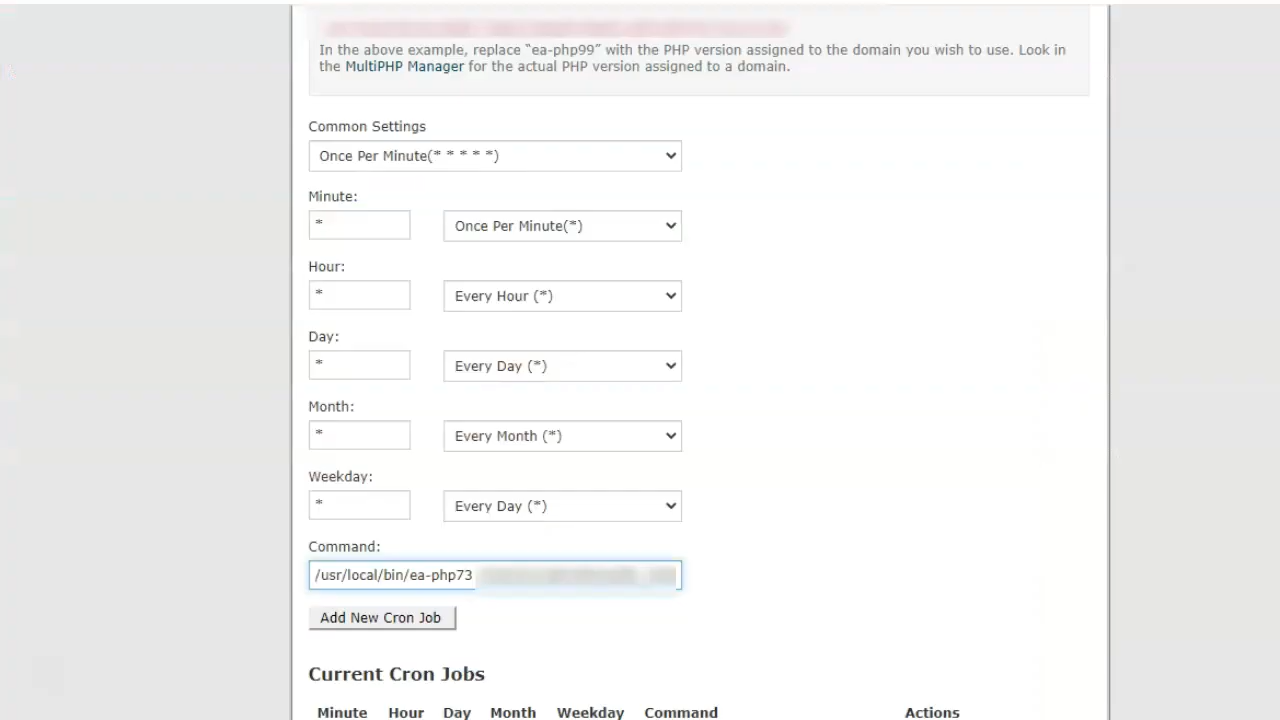 In the above example, replace “ea-php99” with the PHP version assigned to the domain you wish to use. Look in
the MultiPHP Manager for the actual PHP version assigned to a domain.
Common Settings
Once Per Minute(* * * * *)
Minute:
* Once Per Minute(*)
Hour:
* Every Hour (*)
Day:
* Every Day (*)
Month:
* Every Month (*)
Weekday:
* Every Day (*)
Command:
/usr/local/bin/ea-php73
Add New Cron Job
Current Cron Jobs
Minute Hour Day Month Weekday Command Actions